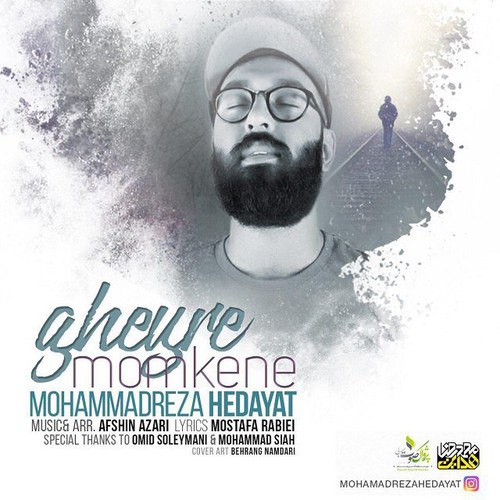 gheyre
momkene
MOHAMMADREZA HEDAYAT
MUSIC& ARR. AFSHIN AZARI LYRICS MOSTAFA RABIEI
SPECIAL THANKS TO OMID SOLEYMANI & MOHAMMAD SIAH
COVER ART BEHRANG NAMDARI
MOHAMADREZAHEDAYAT